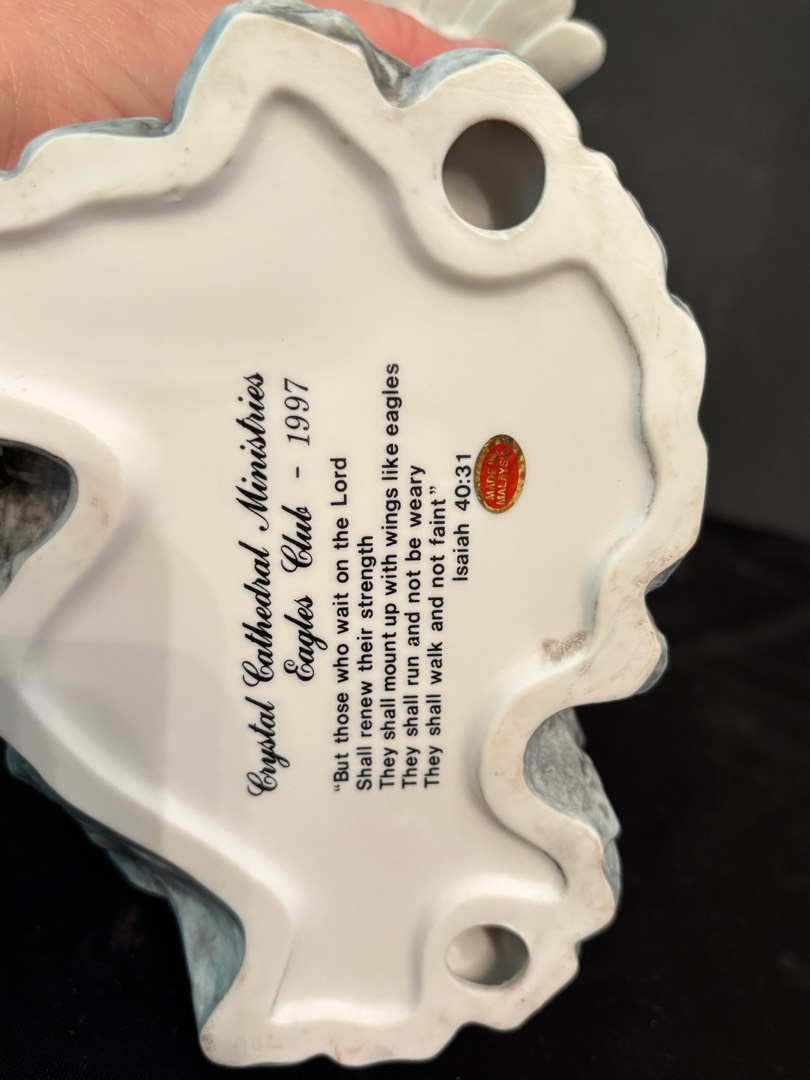 Crystal Cathedral Ministries
Eagles Club - 1997
“But those who wait on the Lord
Shall renew their strength
They shall mount up with wings like eagles
They shall run and not be weary
They shall walk and not faint”
Isaiah 40:31
MADE IN
MALAYSIA